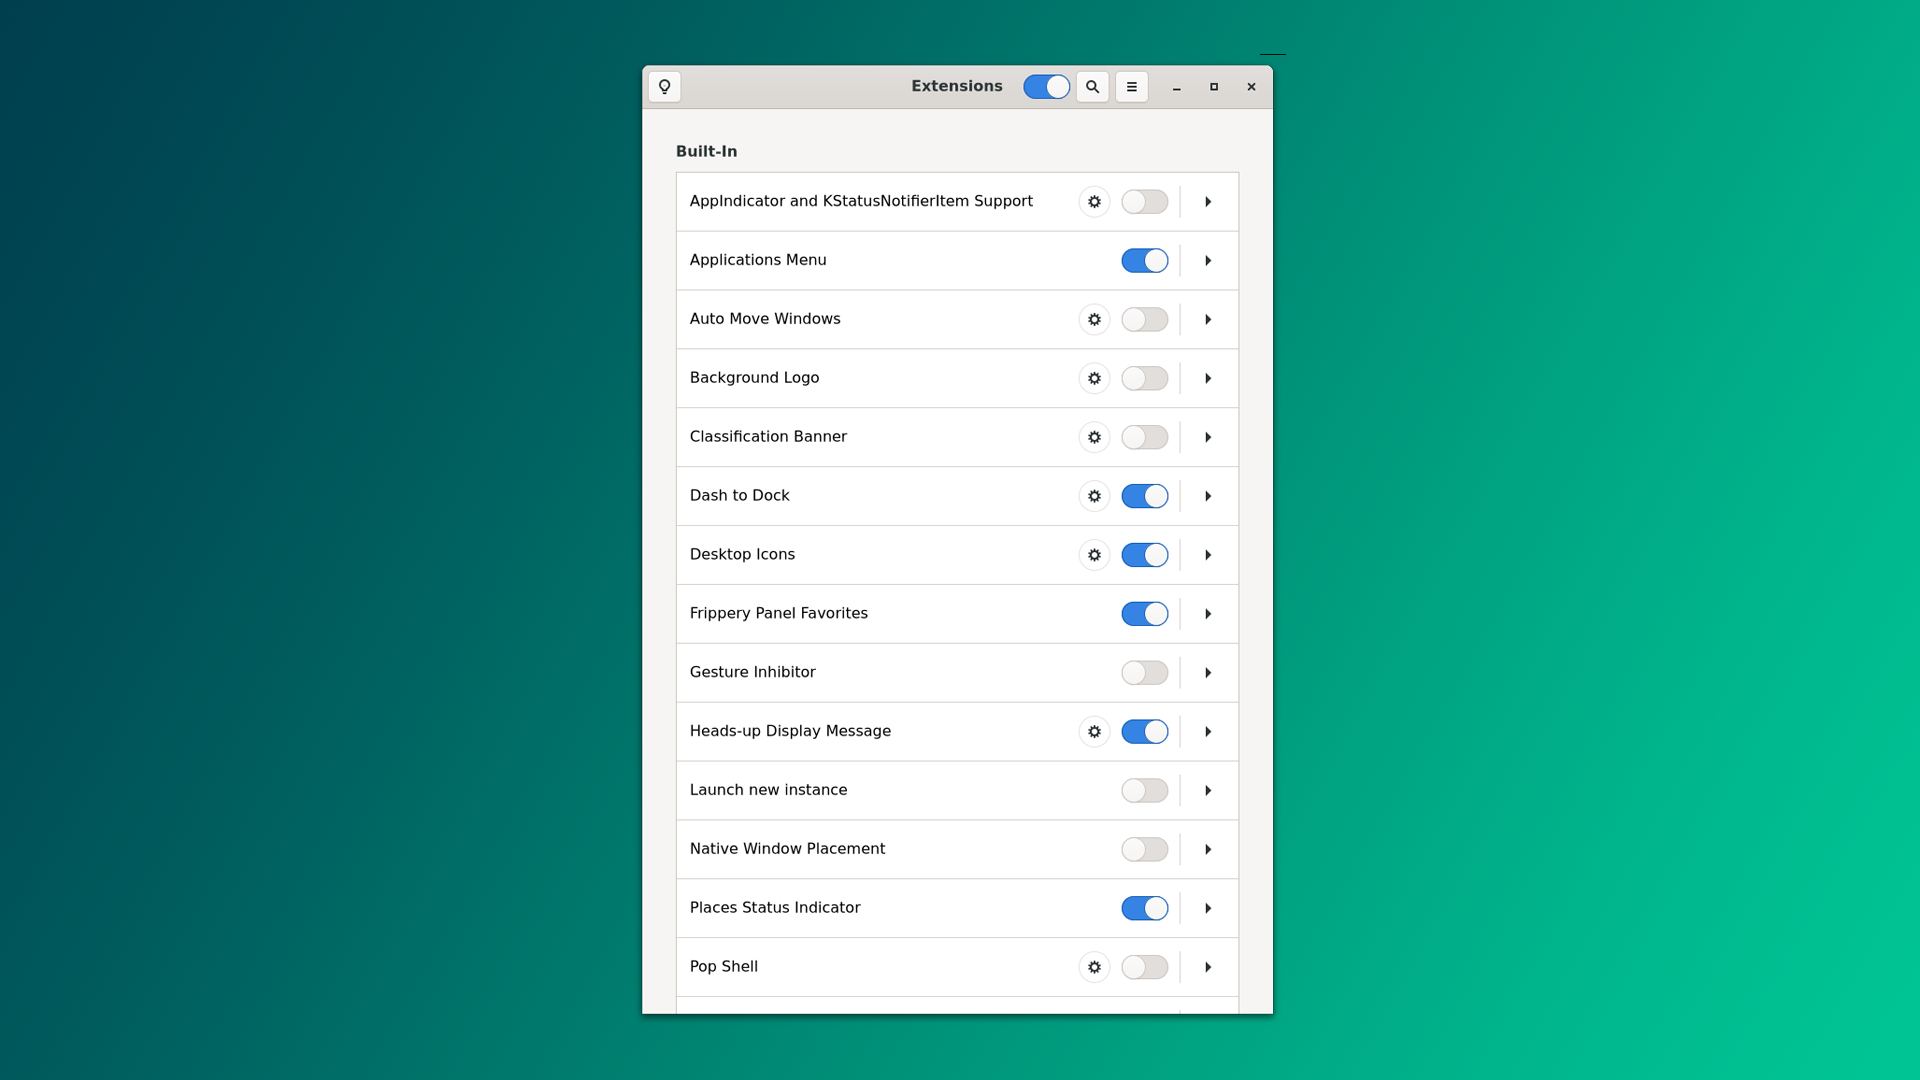 Extensions
Built-In
AppIndicator and KStatusNotifierItem Support
Applications Menu
Auto Move Windows
Background Logo
Classification Banner
Dash to Dock
Desktop Icons
Frippery Panel Favorites
Gesture Inhibitor
Heads-up Display Message
Launch new instance
Native Window Placement
Places Status Indicator
Pop Shell